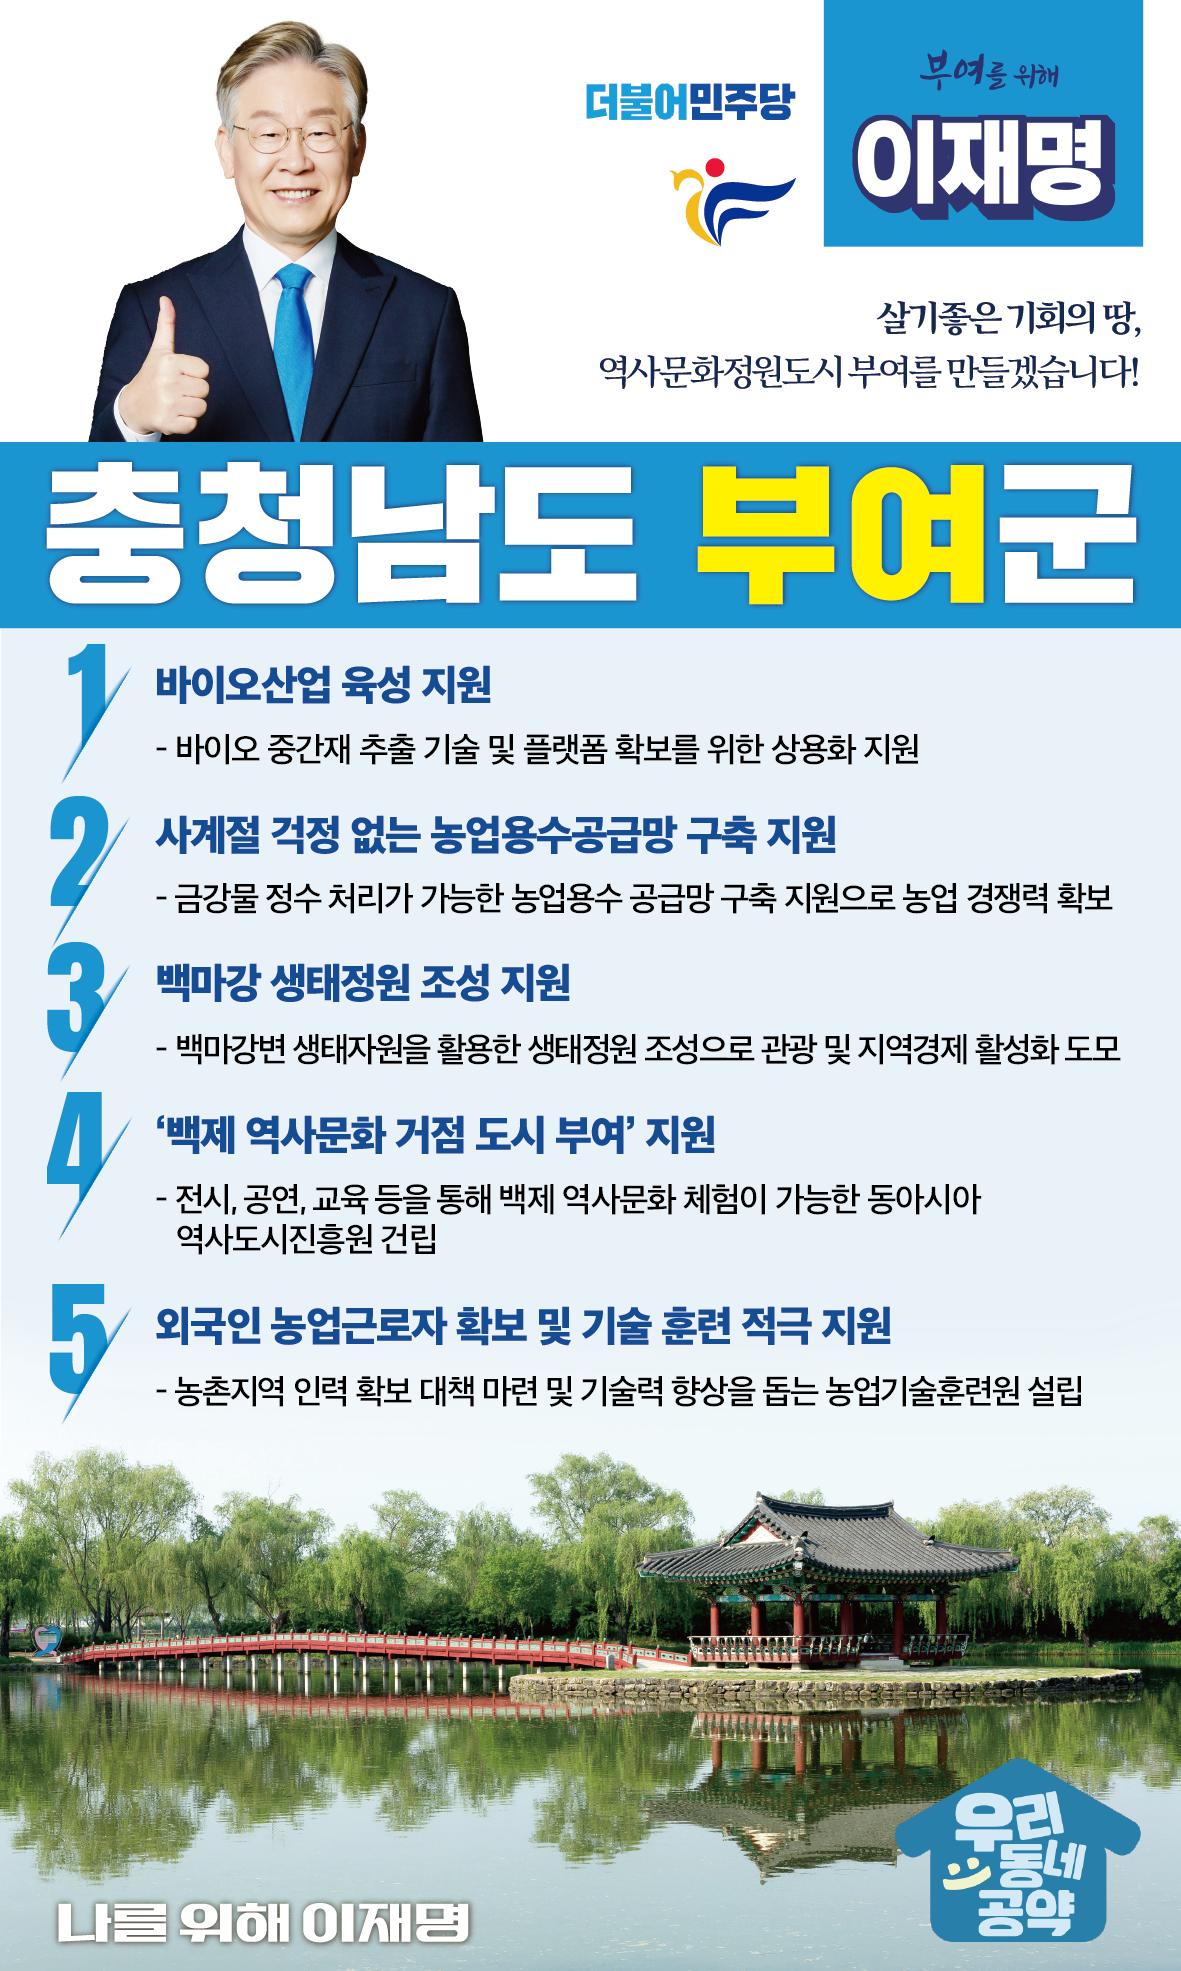 더불어민주당
부여를 위해
이재명
살기좋은 기회의 땅,
역사문화정원도시 부여를 만들겠습니다!
충청남도 부여군
1 바이오산업 육성 지원
- 바이오 중간재 추출 기술 및 플랫폼 확보를 위한 상용화 지원
2 사계절 걱정 없는 농업용수공급망 구축 지원
- 금강물 정수 처리가 가능한 농업용수 공급망 구축 지원으로 농업 경쟁력 확보
3 백마강 생태정원 조성 지원
- 백마강변 생태자원을 활용한 생태정원 조성으로 관광 및 지역경제 활성화 도모
4 ‘백제 역사문화 거점 도시 부여’ 지원
- 전시, 공연, 교육 등을 통해 백제 역사문화 체험이 가능한 동아시아
역사도시진흥원 건립
5 외국인 농업근로자 확보 및 기술 훈련 적극 지원
- 농촌지역 인력 확보 대책 마련 및 기술력 향상을 돕는 농업기술훈련원 설립
우리
동네
공약
나를 위해 이재명